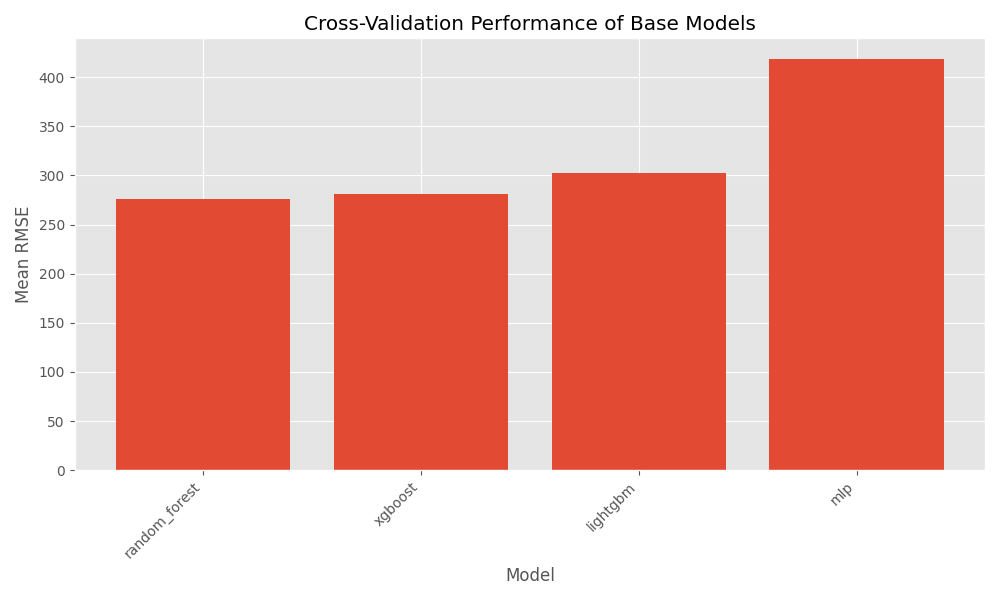 Cross-Validation Performance of Base Models
Mean RMSE
400
350
300
250
200
150
100
50
0
random_forest
xgboost
lightgbm
mlp
Model